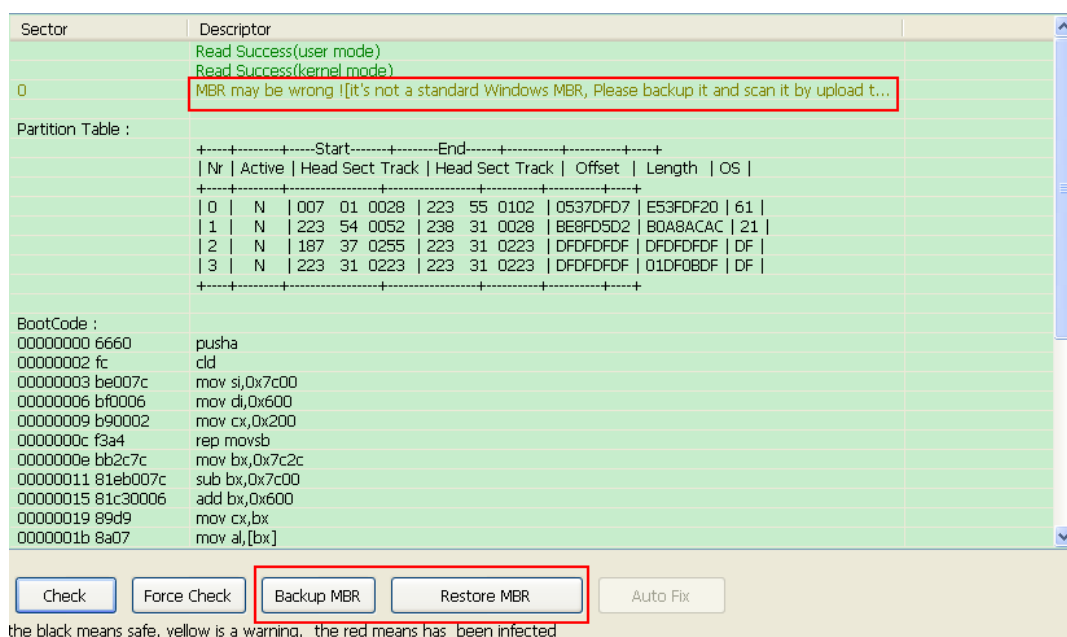 Sector Descriptor
Read Success(user mode)
Read Success(kernel mode)
0 MBR may be wrong ![it's not a standard Windows MBR, Please backup it and scan it by upload t...
Partition Table :
+----+--------+-----Start-------+--------End------+-----------+----------+----+
| Nr | Active | Head Sect Track | Head Sect Track | Offset | Length | OS |
+----+--------+-----------------+-----------------+-----------+----------+----+
| 0 | N | 007 01 0028 | 223 55 0102 | 0537DFD7 | E53FDF20 | 61 |
| 1 | N | 223 54 0052 | 238 31 0028 | BE8FD5D2 | B0A8ACAC | 21 |
| 2 | N | 187 37 0255 | 223 31 0223 | DFDFDFDF | DFDFDFDF | DF |
| 3 | N | 223 31 0223 | 223 31 0223 | DFDFDFDF | 01DF0BDF | DF |
+----+--------+-----------------+-----------------+-----------+----------+----+
BootCode :
00000000 6660 pusha
00000002 fc cld
00000003 be007c mov si,0x7c00
00000006 bf0006 mov di,0x600
00000009 b90002 mov cx,0x200
0000000c f3a4 rep movsb
0000000e bb2c7c mov bx,0x7c2c
00000011 81eb007c sub bx,0x7c00
00000015 81c30006 add bx,0x600
00000019 89d9 mov cx,bx
0000001b 8a07 mov al,[bx]
Check Force Check Backup MBR Restore MBR Auto Fix
the black means safe, yellow is a warning, the red means has been infected